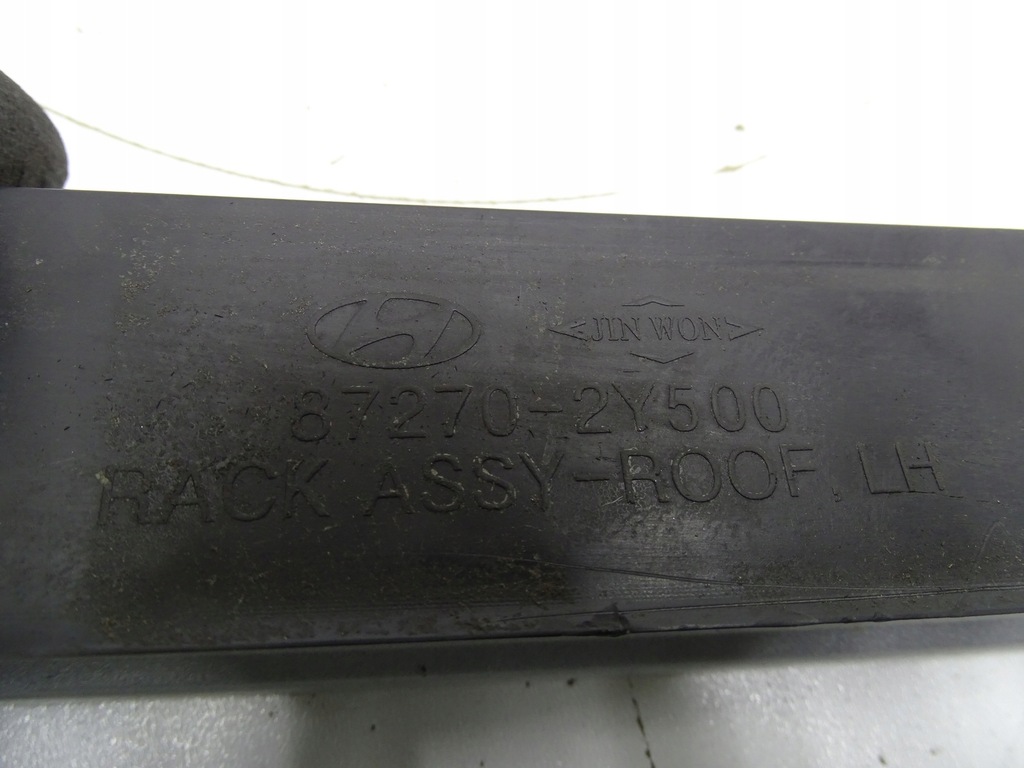 JIN WON
87270-2Y500
RACK ASSY-ROOF, LH